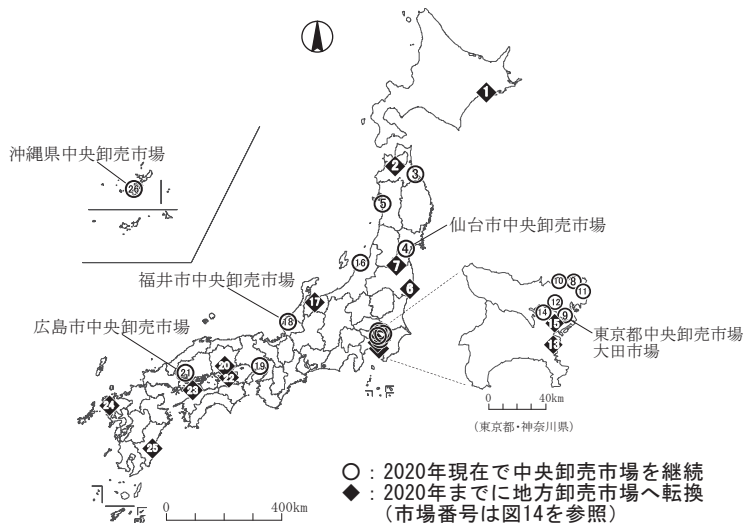 1
沖縄県中央卸売市場
26
2
3
5
4
仙台市中央卸売市場
16
7
福井市中央卸売市場
6
17
18
広島市中央卸売市場
10
8
11
12
14
9
15
13
東京都中央卸売市場
大田市場
21
20
19
22
23
24
25
0
40km
(東京都・神奈川県)
○：2020年現在で中央卸売市場を継続
◆：2020年までに地方卸売市場へ転換
(市場番号は図14を参照)
0
400km